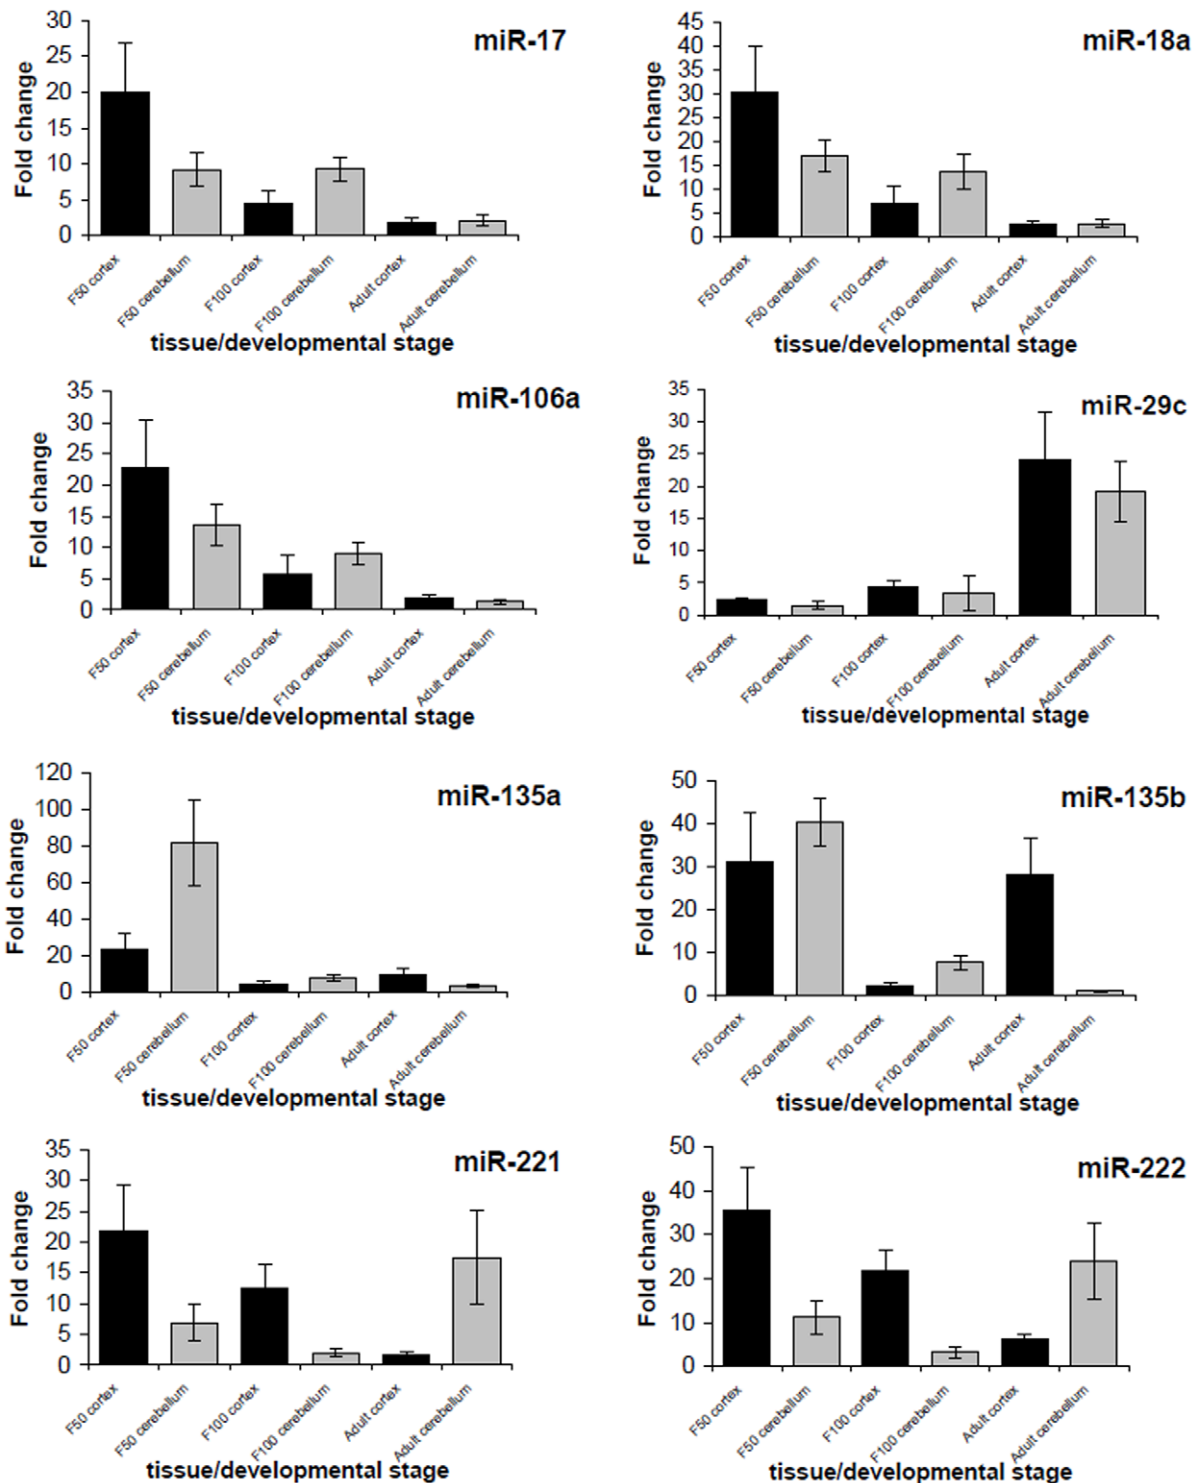 miR-17
Fold change
30
25
20
15
10
5
0
F50 cortex
F50 cerebellum
F100 cortex
F100 cerebellum
Adult cortex
Adult cerebellum
tissue/developmental stage
miR-18a
Fold change
45
40
35
30
25
20
15
10
5
0
F50 cortex
F50 cerebellum
F100 cortex
F100 cerebellum
Adult cortex
Adult cerebellum
tissue/developmental stage
miR-106a
Fold change
35
30
25
20
15
10
5
0
F50 cortex
F50 cerebellum
F100 cortex
F100 cerebellum
Adult cortex
Adult cerebellum
tissue/developmental stage
miR-29c
Fold change
35
30
25
20
15
10
5
0
F50 cortex
F50 cerebellum
F100 cortex
F100 cerebellum
Adult cortex
Adult cerebellum
tissue/developmental stage
miR-135a
Fold change
120
100
80
60
40
20
0
F50 cortex
F50 cerebellum
F100 cortex
F100 cerebellum
Adult cortex
Adult cerebellum
tissue/developmental stage
miR-135b
Fold change
50
40
30
20
10
0
F50 cortex
F50 cerebellum
F100 cortex
F100 cerebellum
Adult cortex
Adult cerebellum
tissue/developmental stage
miR-221
Fold change
35
30
25
20
15
10
5
0
F50 cortex
F50 cerebellum
F100 cortex
F100 cerebellum
Adult cortex
Adult cerebellum
tissue/developmental stage
miR-222
Fold change
50
40
30
20
10
0
F50 cortex
F50 cerebellum
F100 cortex
F100 cerebellum
Adult cortex
Adult cerebellum
tissue/developmental stage